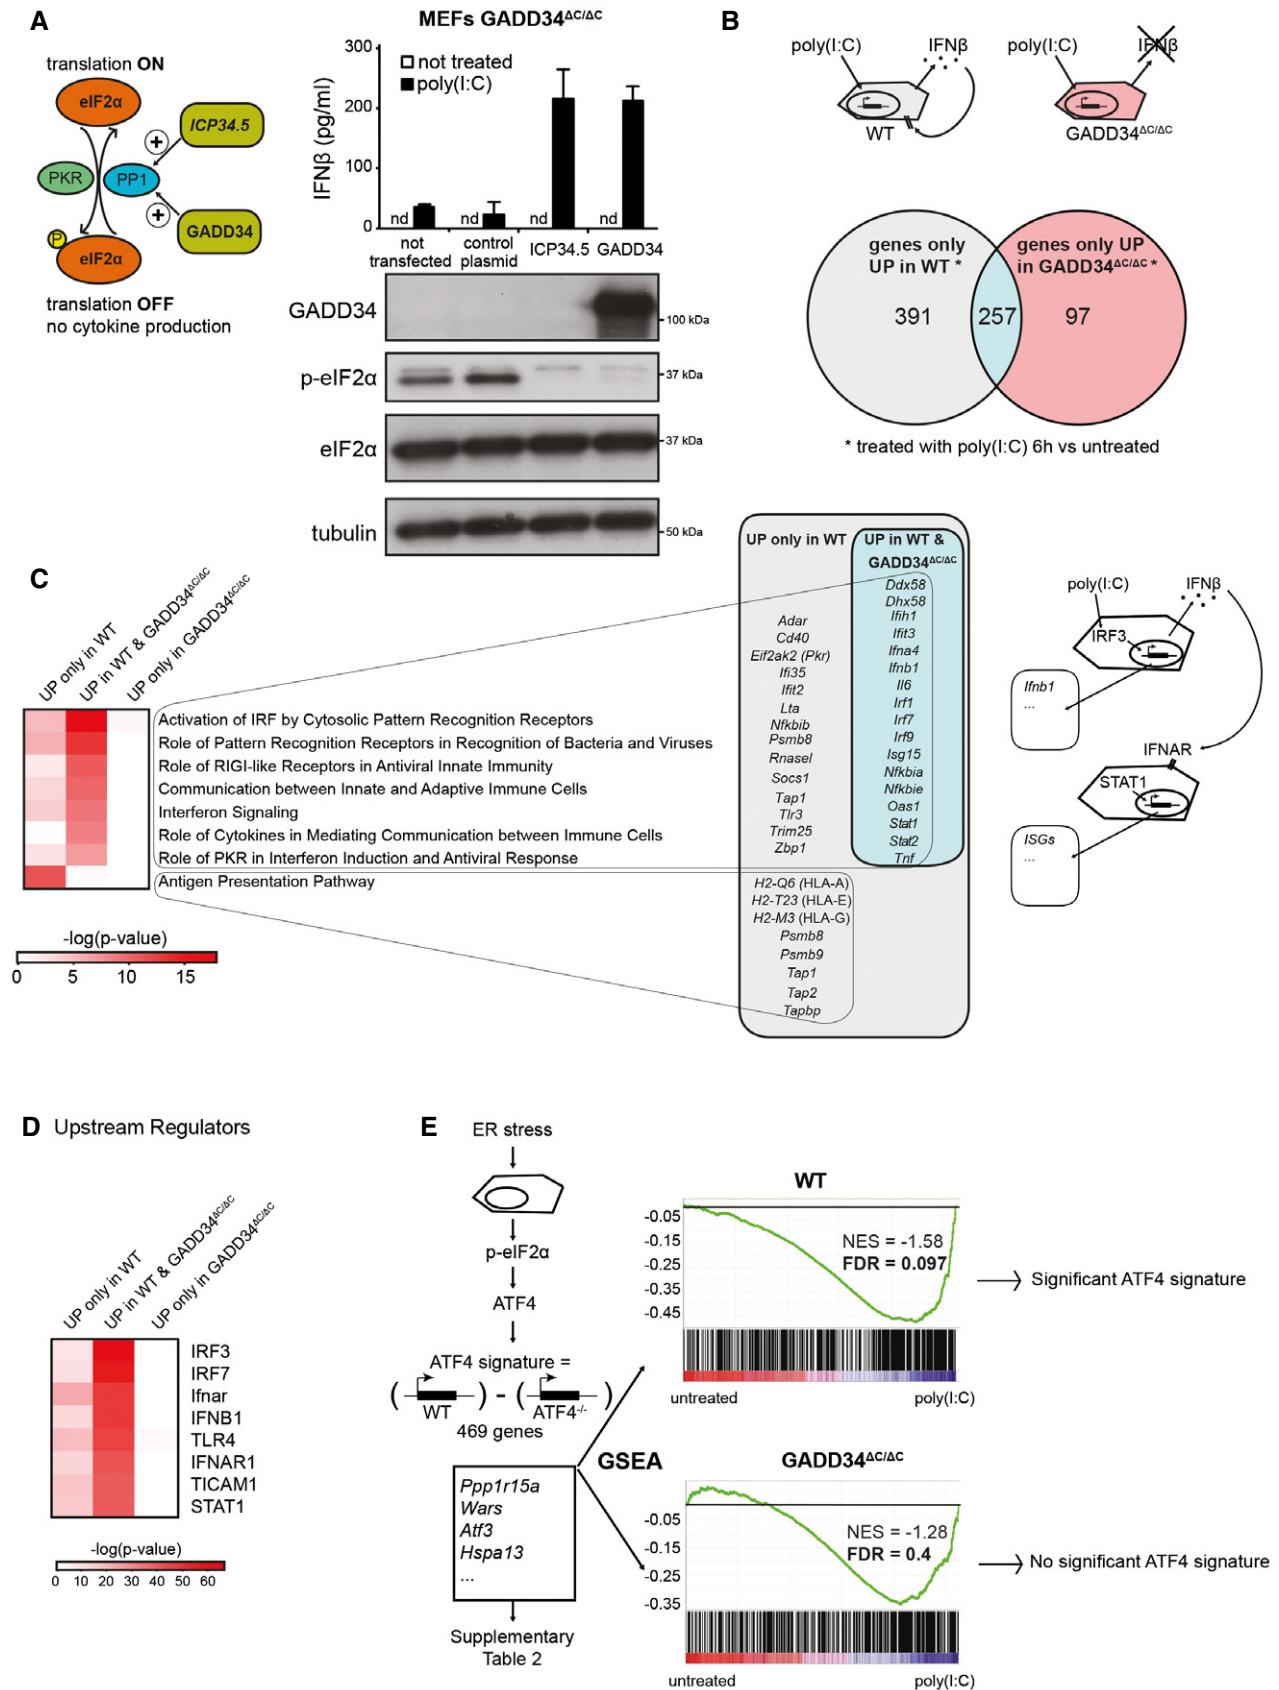 A
translation ON
eIF2α
ICP34.5
+
PKR
PP1
+
GADD34
P
eIF2α
translation OFF
no cytokine production
MEFs GADD34ΔC/ΔC
300
200
100
0
IFNβ (pg/ml)
not treated
poly(I:C)
nd
nd
nd
nd
not transfected
control plasmid
ICP34.5
GADD34
GADD34
100 kDa
p-eIF2α
37 kDa
eIF2α
37 kDa
tubulin
50 kDa
B
poly(I:C)
IFNβ
WT
poly(I:C)
IFNβ
GADD34ΔC/ΔC
genes only
UP in WT *
genes only UP
in GADD34ΔC/ΔC *
391
257
97
* treated with poly(I:C) 6h vs untreated
C
UP only in WT
UP in WT & GADD34ΔC/ΔC
UP only in GADD34ΔC/ΔC
Activation of IRF by Cytosolic Pattern Recognition Receptors
Role of Pattern Recognition Receptors in Recognition of Bacteria and Viruses
Role of RIGI-like Receptors in Antiviral Innate Immunity
Communication between Innate and Adaptive Immune Cells
Interferon Signaling
Role of Cytokines in Mediating Communication between Immune Cells
Role of PKR in Interferon Induction and Antiviral Response
Antigen Presentation Pathway
-log(p-value)
0 5 10 15
UP only in WT
Adar
Cd40
Eif2ak2 (Pkr)
Ifi35
Ifit2
Lta
Nfkbib
Psmb8
Rnasel
Socs1
Tap1
Tlr3
Trim25
Zbp1
H2-Q6 (HLA-A)
H2-T23 (HLA-E)
H2-M3 (HLA-G)
Psmb8
Psmb9
Tap1
Tap2
Tapbp
UP in WT &
GADD34ΔC/ΔC
Ddx58
Dhx58
Ifih1
Ifit3
Ifna4
Ifnb1
Il6
Irf1
Irf7
Irf9
Isg15
Nfkbia
Nfkbie
Oas1
Stat1
Stat2
Tnf
poly(I:C)
IFNβ
IRF3
Ifnb1
...
IFNAR
STAT1
ISGs
...
D
Upstream Regulators
UP only in WT
UP in WT & GADD34ΔC/ΔC
UP only in GADD34ΔC/ΔC
IRF3
IRF7
Ifnar
IFNB1
TLR4
IFNAR1
TICAM1
STAT1
-log(p-value)
0 10 20 30 40 50 60
E
ER stress
p-eIF2α
ATF4
ATF4 signature =
( WT ) - ( ATF4-/- )
469 genes
Ppp1r15a
Wars
Atf3
Hspa13
...
Supplementary
Table 2
GSEA
WT
-0.05
-0.15
-0.25
-0.35
-0.45
NES = -1.58
FDR = 0.097
untreated
poly(I:C)
Significant ATF4 signature
GADD34ΔC/ΔC
-0.05
-0.15
-0.25
-0.35
NES = -1.28
FDR = 0.4
untreated
poly(I:C)
No significant ATF4 signature